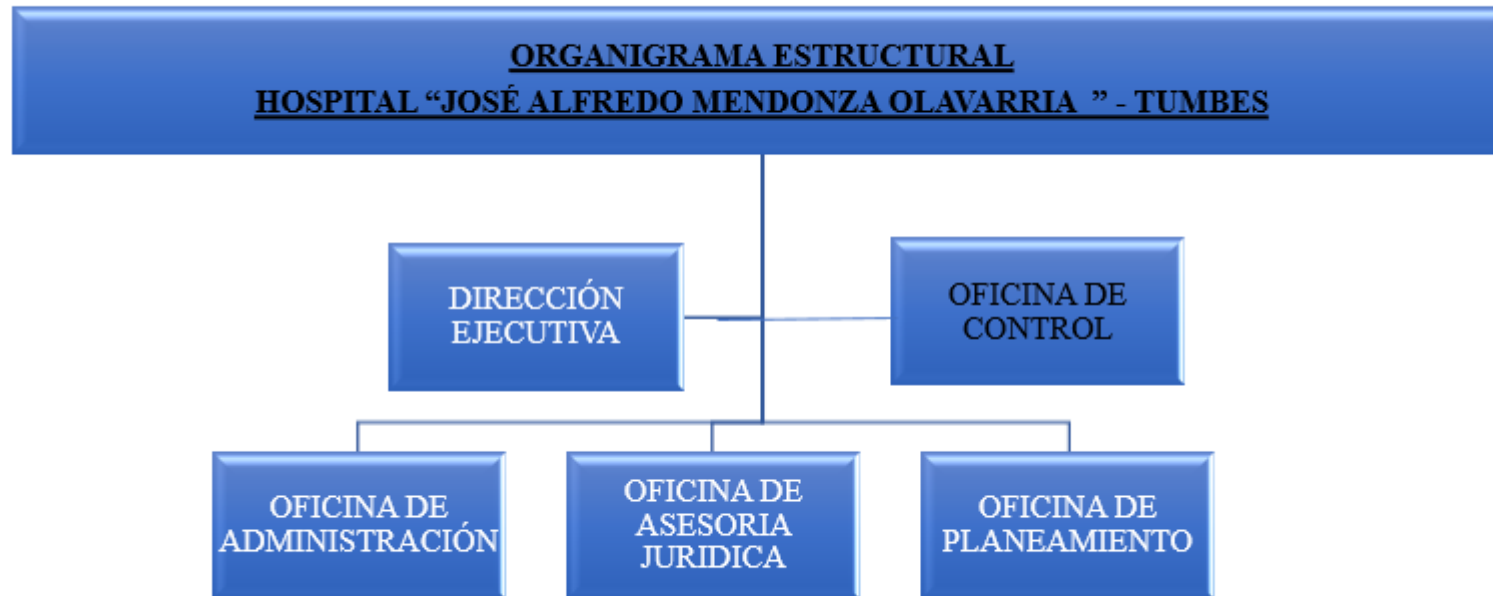 ORGANIGRAMA ESTRUCTURAL
HOSPITAL “JOSÉ ALFREDO MENDONZA OLAVARRIA ” - TUMBES
DIRECCIÓN
EJECUTIVA
OFICINA DE
CONTROL
OFICINA DE
ADMINISTRACIÓN
OFICINA DE
ASESORIA
JURIDICA
OFICINA DE
PLANEAMIENTO